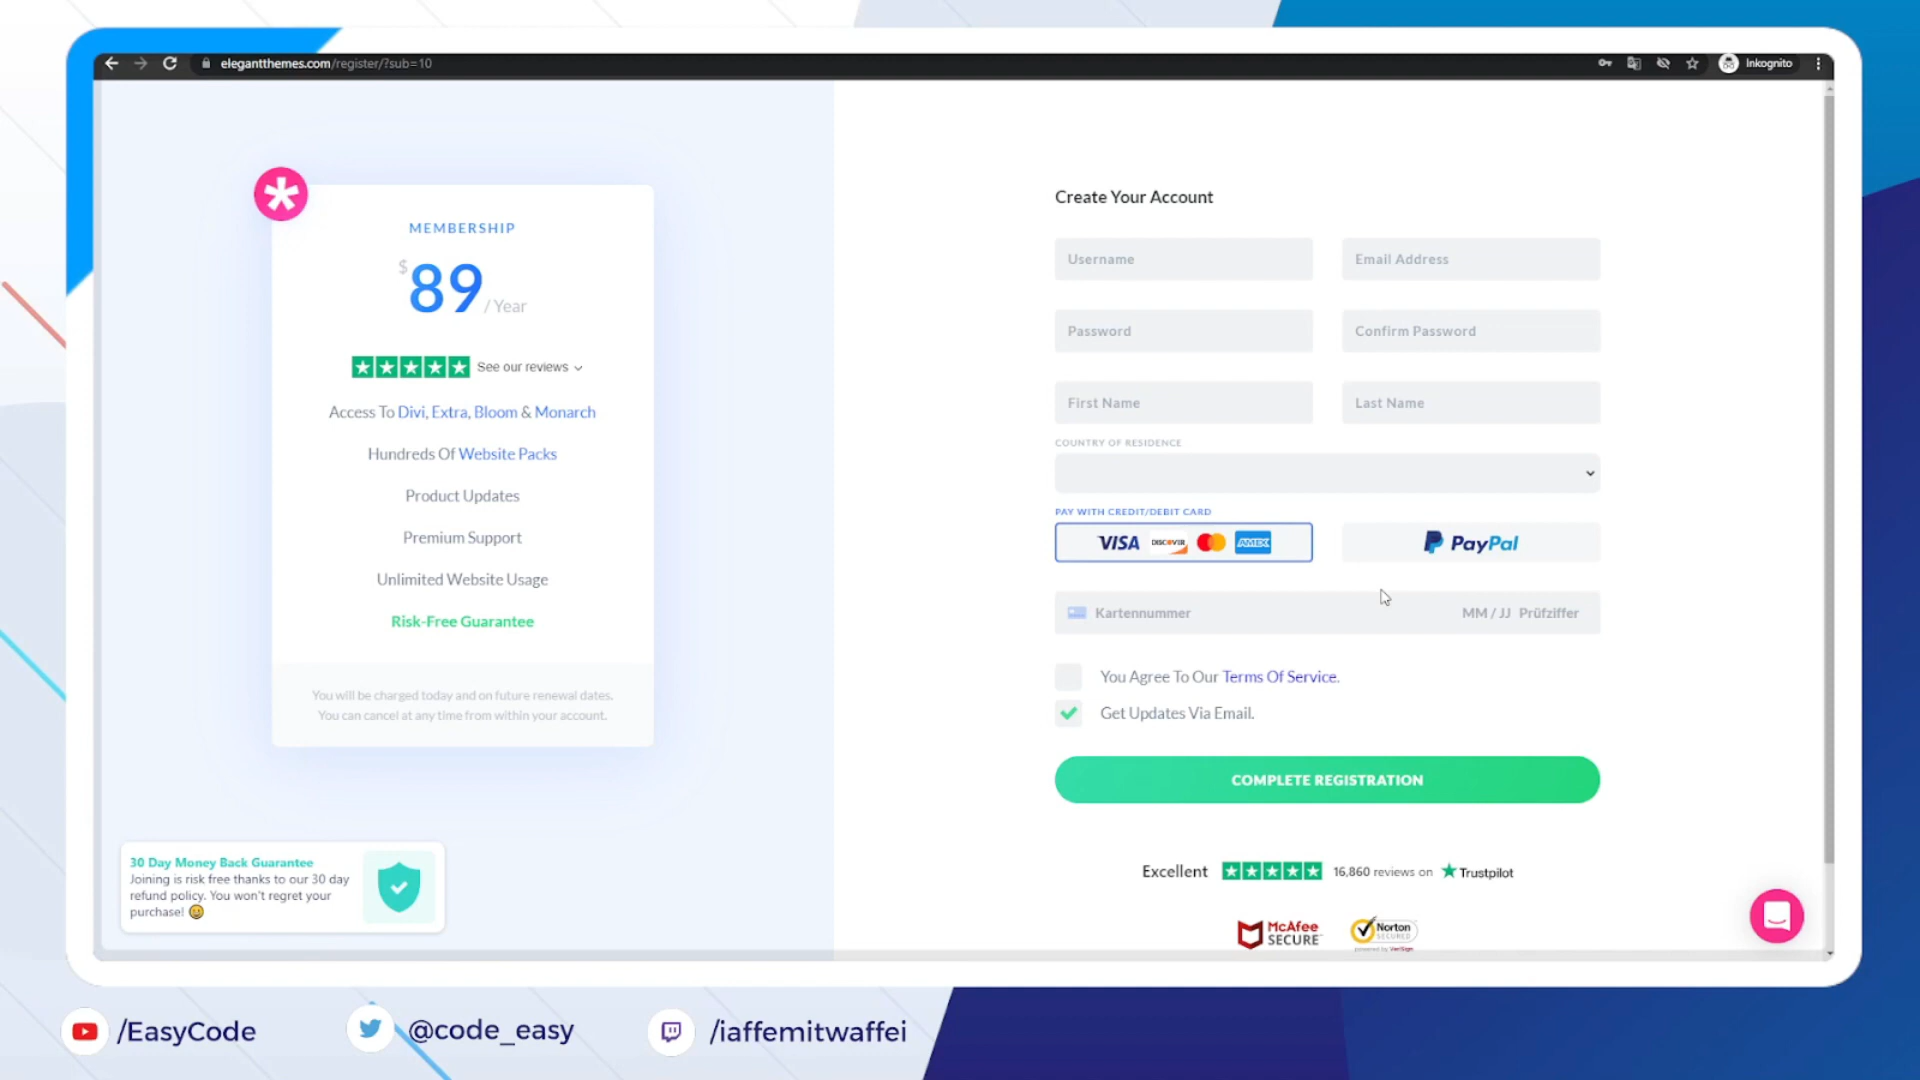 elegantthemes.com/register/?sub=10
Inkognito
MEMBERSHIP
$89/ Year
See our reviews
Access To Divi, Extra, Bloom & Monarch
Hundreds Of Website Packs
Product Updates
Premium Support
Unlimited Website Usage
Risk-Free Guarantee
You will be charged today and on future renewal dates.
You can cancel at any time from within your account.
30 Day Money Back Guarantee
Joining is risk free thanks to our 30 day
refund policy. You won't regret your
purchase!
Create Your Account
Username Email Address
Password Confirm Password
First Name Last Name
COUNTRY OF RESIDENCE
PAY WITH CREDIT/DEBIT CARD
VISA DISCOVER AMEX PayPal
Kartennummer MM / JJ Prüfziffer
You Agree To Our Terms Of Service.
Get Updates Via Email.
COMPLETE REGISTRATION
Excellent 16,860 reviews on Trustpilot
McAfee SECURE
Norton SECURED
powered by VeriSign
/EasyCode @code_easy /iaffemitwaffei